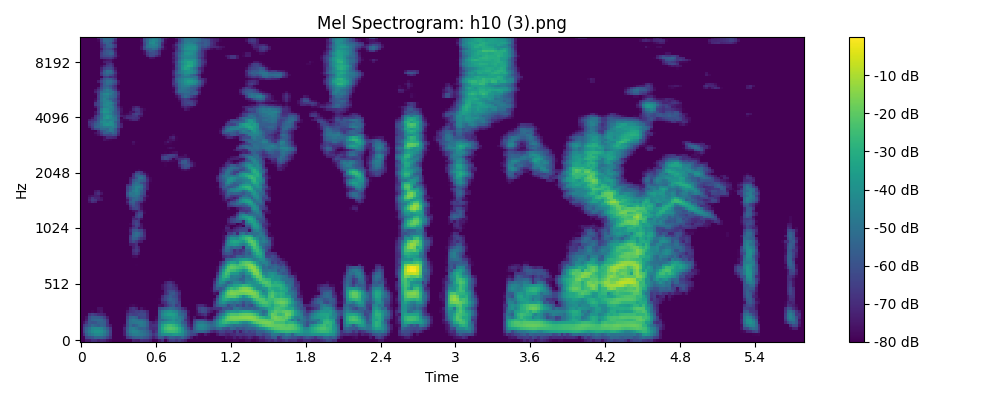 Mel Spectrogram: h10 (3).png
8192
4096
2048
1024
512
0
Hz
0 0.6 1.2 1.8 2.4 3 3.6 4.2 4.8 5.4
Time
-10 dB
-20 dB
-30 dB
-40 dB
-50 dB
-60 dB
-70 dB
-80 dB